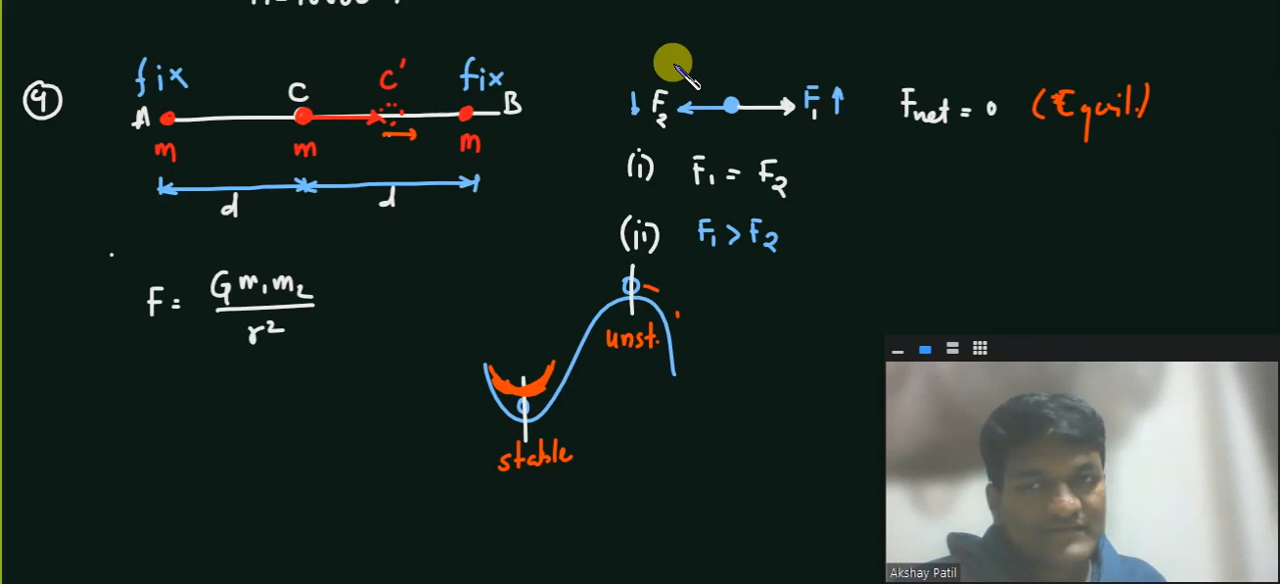 9
fix
C
C'
fix
A
B
m
m
m
d
d
F₂
F₁
Fnet = 0 (Equil.)
(i) F₁ = F₂
(ii) F₁ > F₂
F = Gm₁m₂ / r²
unst.
stable
Akshay Patil